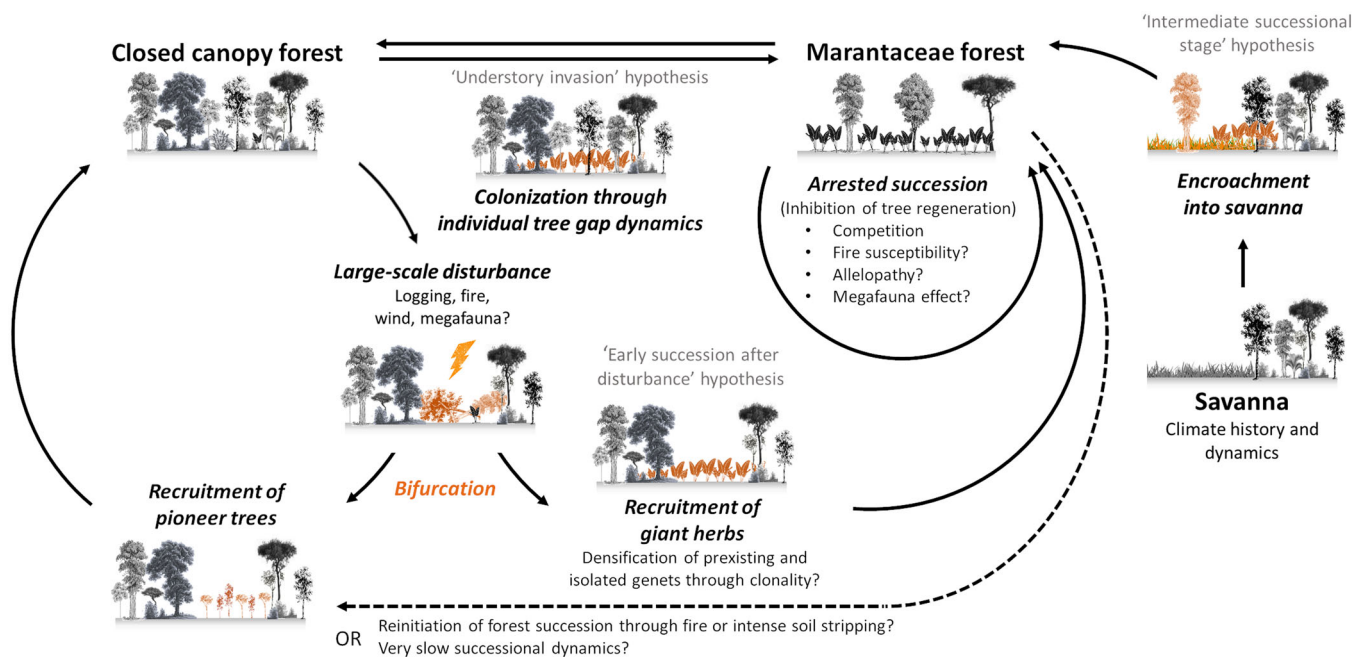 Closed canopy forest
'Understory invasion' hypothesis
Colonization through
individual tree gap dynamics
Marantaceae forest
Arrested succession
(Inhibition of tree regeneration)
• Competition
• Fire susceptibility?
• Allelopathy?
• Megafauna effect?
'Intermediate successional
stage' hypothesis
Encroachment
into savanna
Savanna
Climate history and
dynamics
Large-scale disturbance
Logging, fire,
wind, megafauna?
Bifurcation
'Early succession after
disturbance' hypothesis
Recruitment of
giant herbs
Densification of prexisting and
isolated genets through clonality?
Recruitment of
pioneer trees
OR
Reinitiation of forest succession through fire or intense soil stripping?
Very slow successional dynamics?